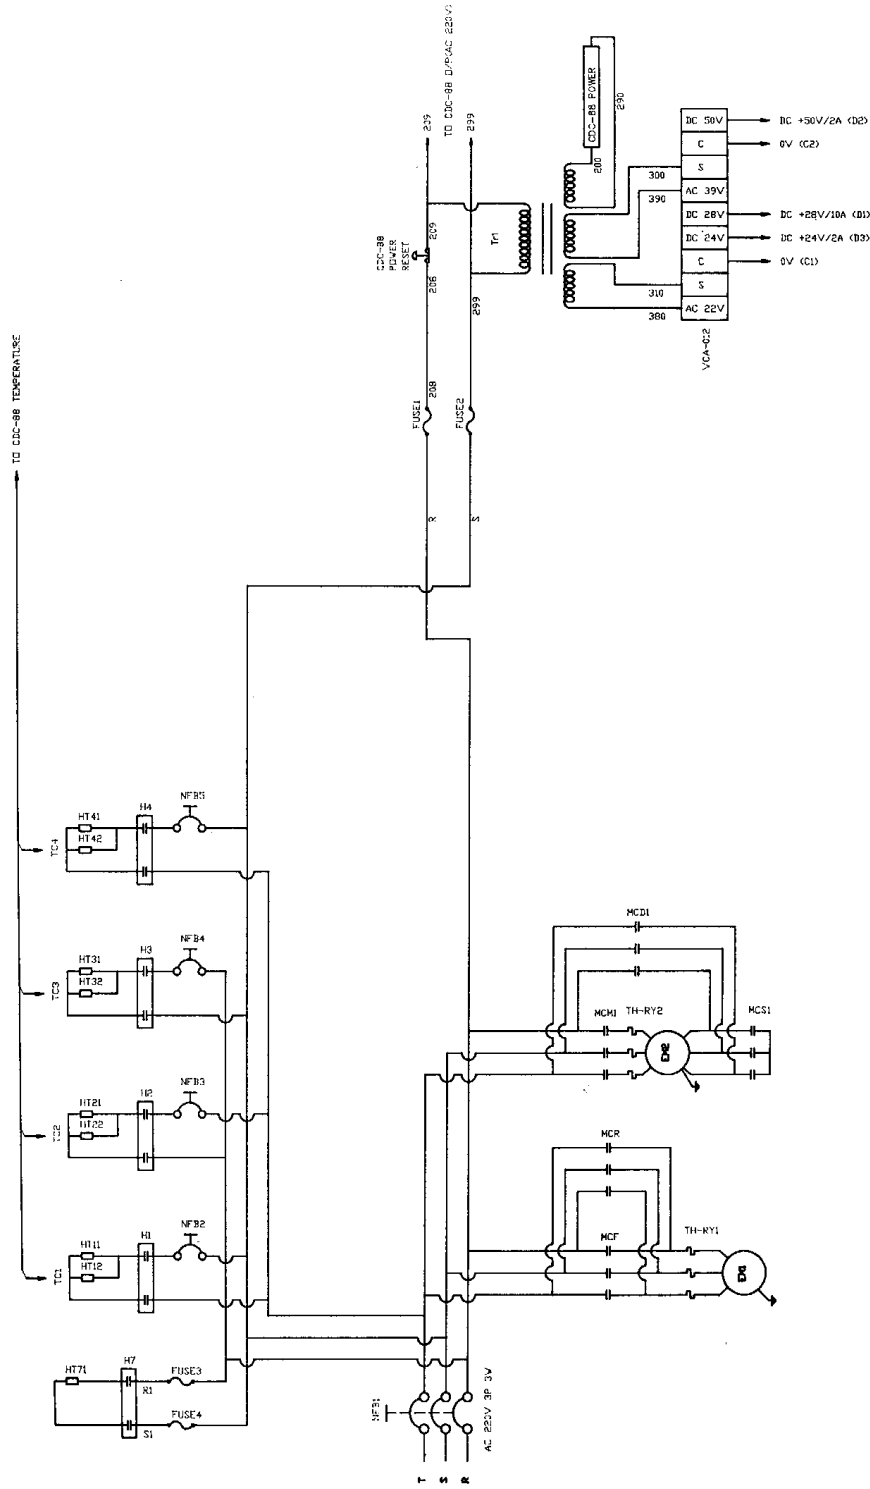 TO CDC-88 D/P(AC 220V)
209
299
CDC-88 POWER
290
200
DC 50V
DC +50V/2A (D2)
C
0V (C2)
S
300
AC 39V
390
DC 28V
DC +28V/10A (D1)
DC 24V
DC +24V/2A (D3)
C
0V (C1)
S
310
AC 22V
380
VCA-012
Tr1
209
CDC-88
POWER
RESET
299
208
FUSE1
FUSE2
R
S
TO CDC-88 TEMPERATURE
TC4
HT41
HT42
H4
NFB5
TC3
HT31
HT32
H3
NFB4
TC2
HT21
HT22
H2
NFB3
TC1
HT11
HT12
H1
NFB2
HT71
H7
R1
FUSE3
S1
FUSE4
MCD1
MCM1
TH-RY2
MCS1
EM2
MCR
MCF
TH-RY1
EM1
NFB1
AC 220V 3P 3W
T
S
R